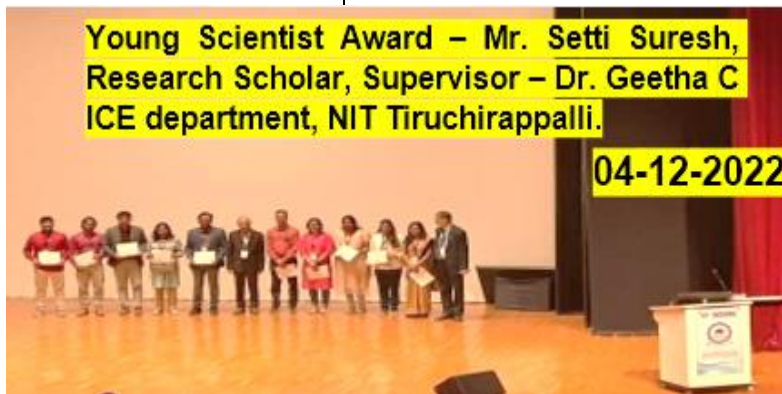 Young Scientist Award – Mr. Setti Suresh,
Research Scholar, Supervisor – Dr. Geetha C
ICE department, NIT Tiruchirappalli.
04-12-2022